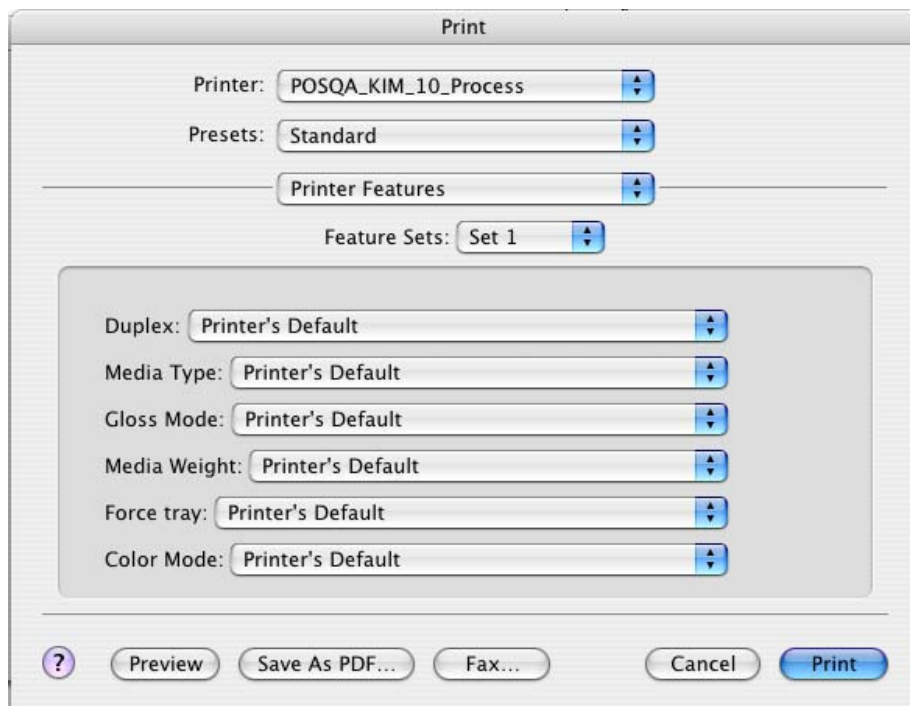 Print
Printer: POSQA_KIM_10_Process
Presets: Standard
Printer Features
Feature Sets: Set 1
Duplex: Printer's Default
Media Type: Printer's Default
Gloss Mode: Printer's Default
Media Weight: Printer's Default
Force tray: Printer's Default
Color Mode: Printer's Default
? Preview Save As PDF... Fax... Cancel Print